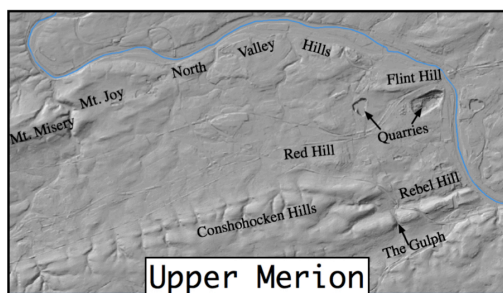 North Valley Hills
Flint Hill
Mt. Joy
Mt. Misery
Quarries
Red Hill
Rebel Hill
Conshohocken Hills
The Gulph
Upper Merion